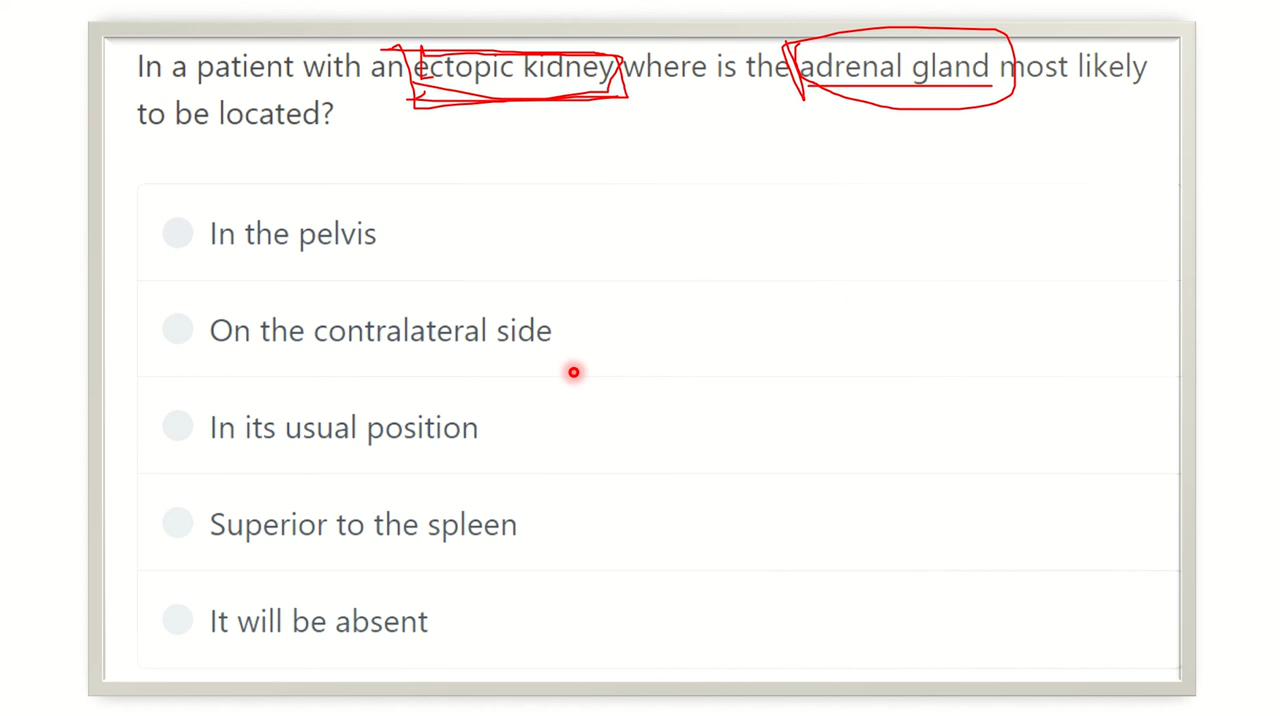 In a patient with an ectopic kidney where is the adrenal gland most likely
to be located?
In the pelvis
On the contralateral side
In its usual position
Superior to the spleen
It will be absent